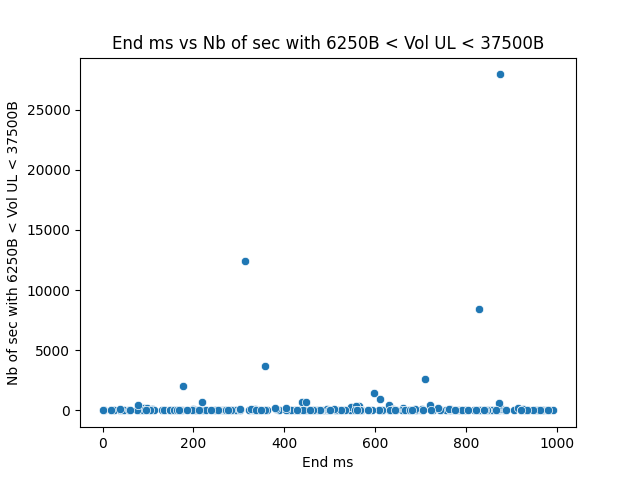 End ms vs Nb of sec with 6250B < Vol UL < 37500B
Nb of sec with 6250B < Vol UL < 37500B
25000
20000
15000
10000
5000
0
0 200 400 600 800 1000
End ms